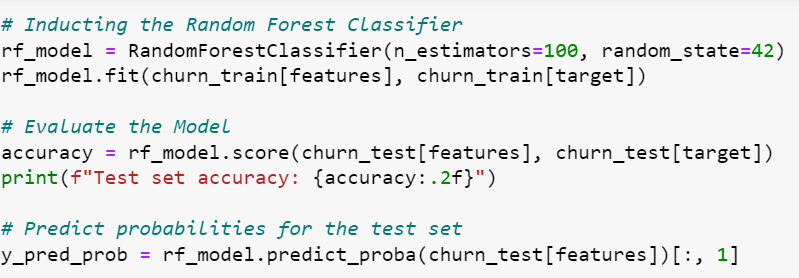 # Inducting the Random Forest Classifier
rf_model = RandomForestClassifier(n_estimators=100, random_state=42)
rf_model.fit(churn_train[features], churn_train[target])
# Evaluate the Model
accuracy = rf_model.score(churn_test[features], churn_test[target])
print(f"Test set accuracy: {accuracy:.2f}")
# Predict probabilities for the test set
y_pred_prob = rf_model.predict_proba(churn_test[features])[:, 1]